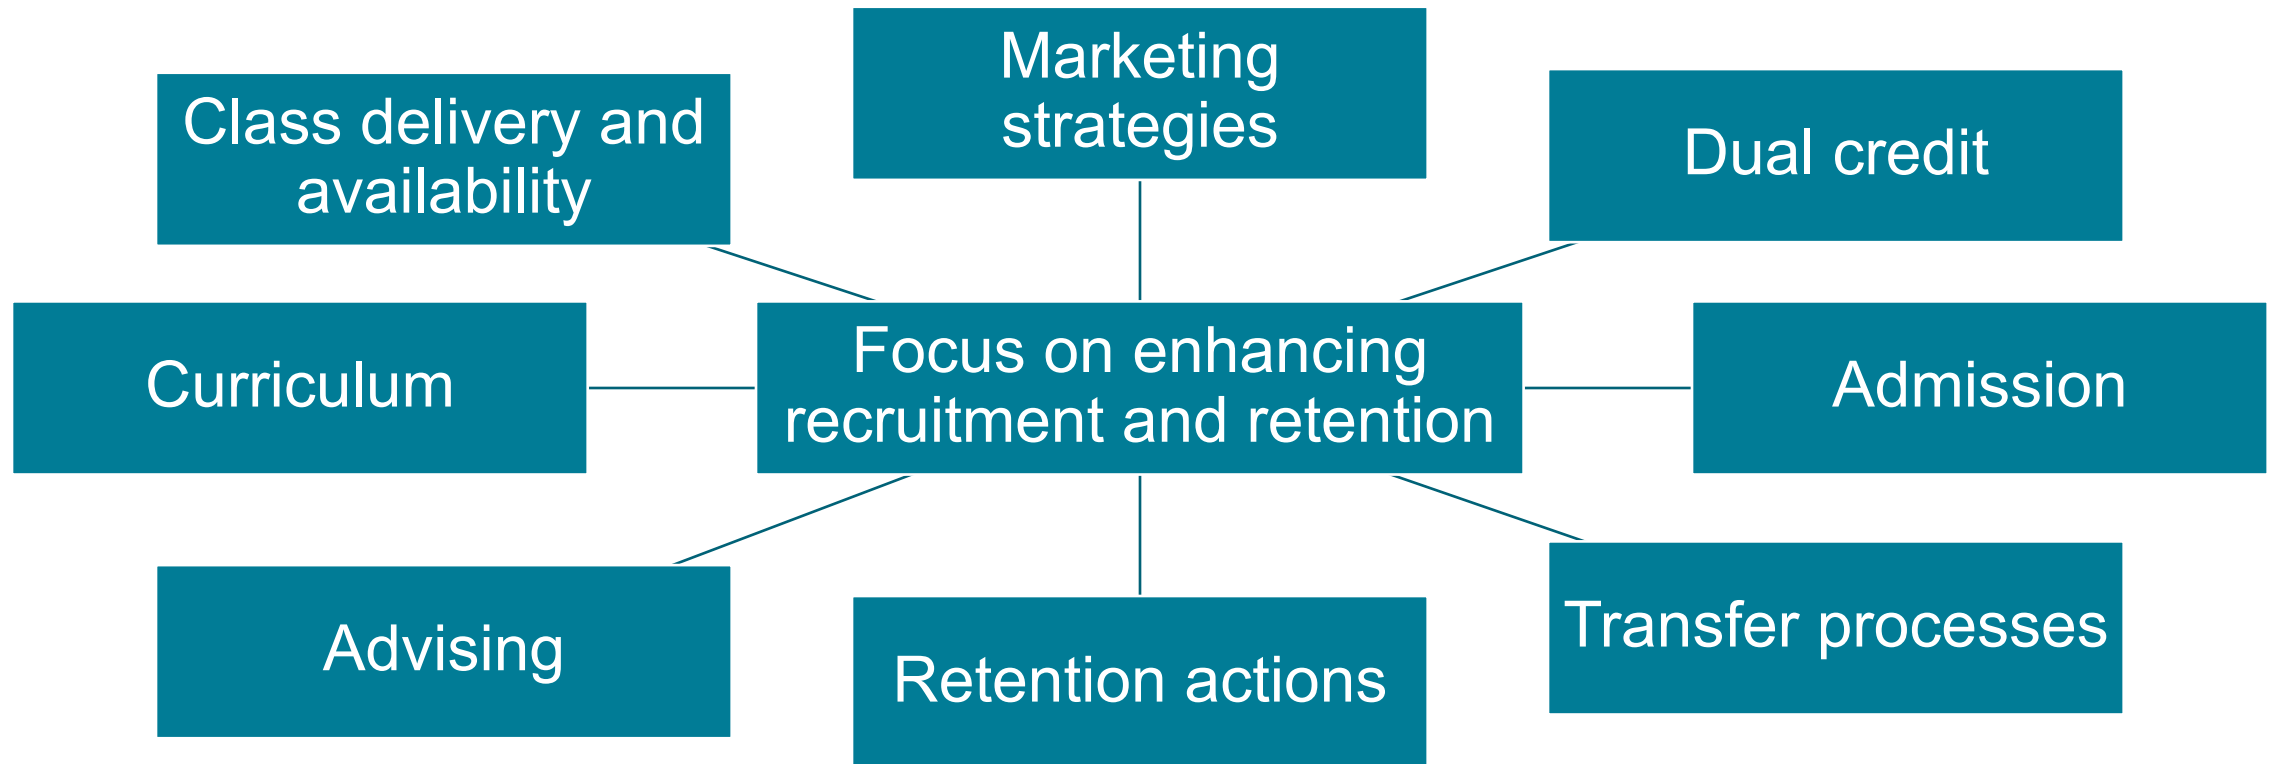 Marketing
strategies
Class delivery and
availability
Dual credit
Curriculum
Focus on enhancing
recruitment and retention
Admission
Advising
Retention actions
Transfer processes